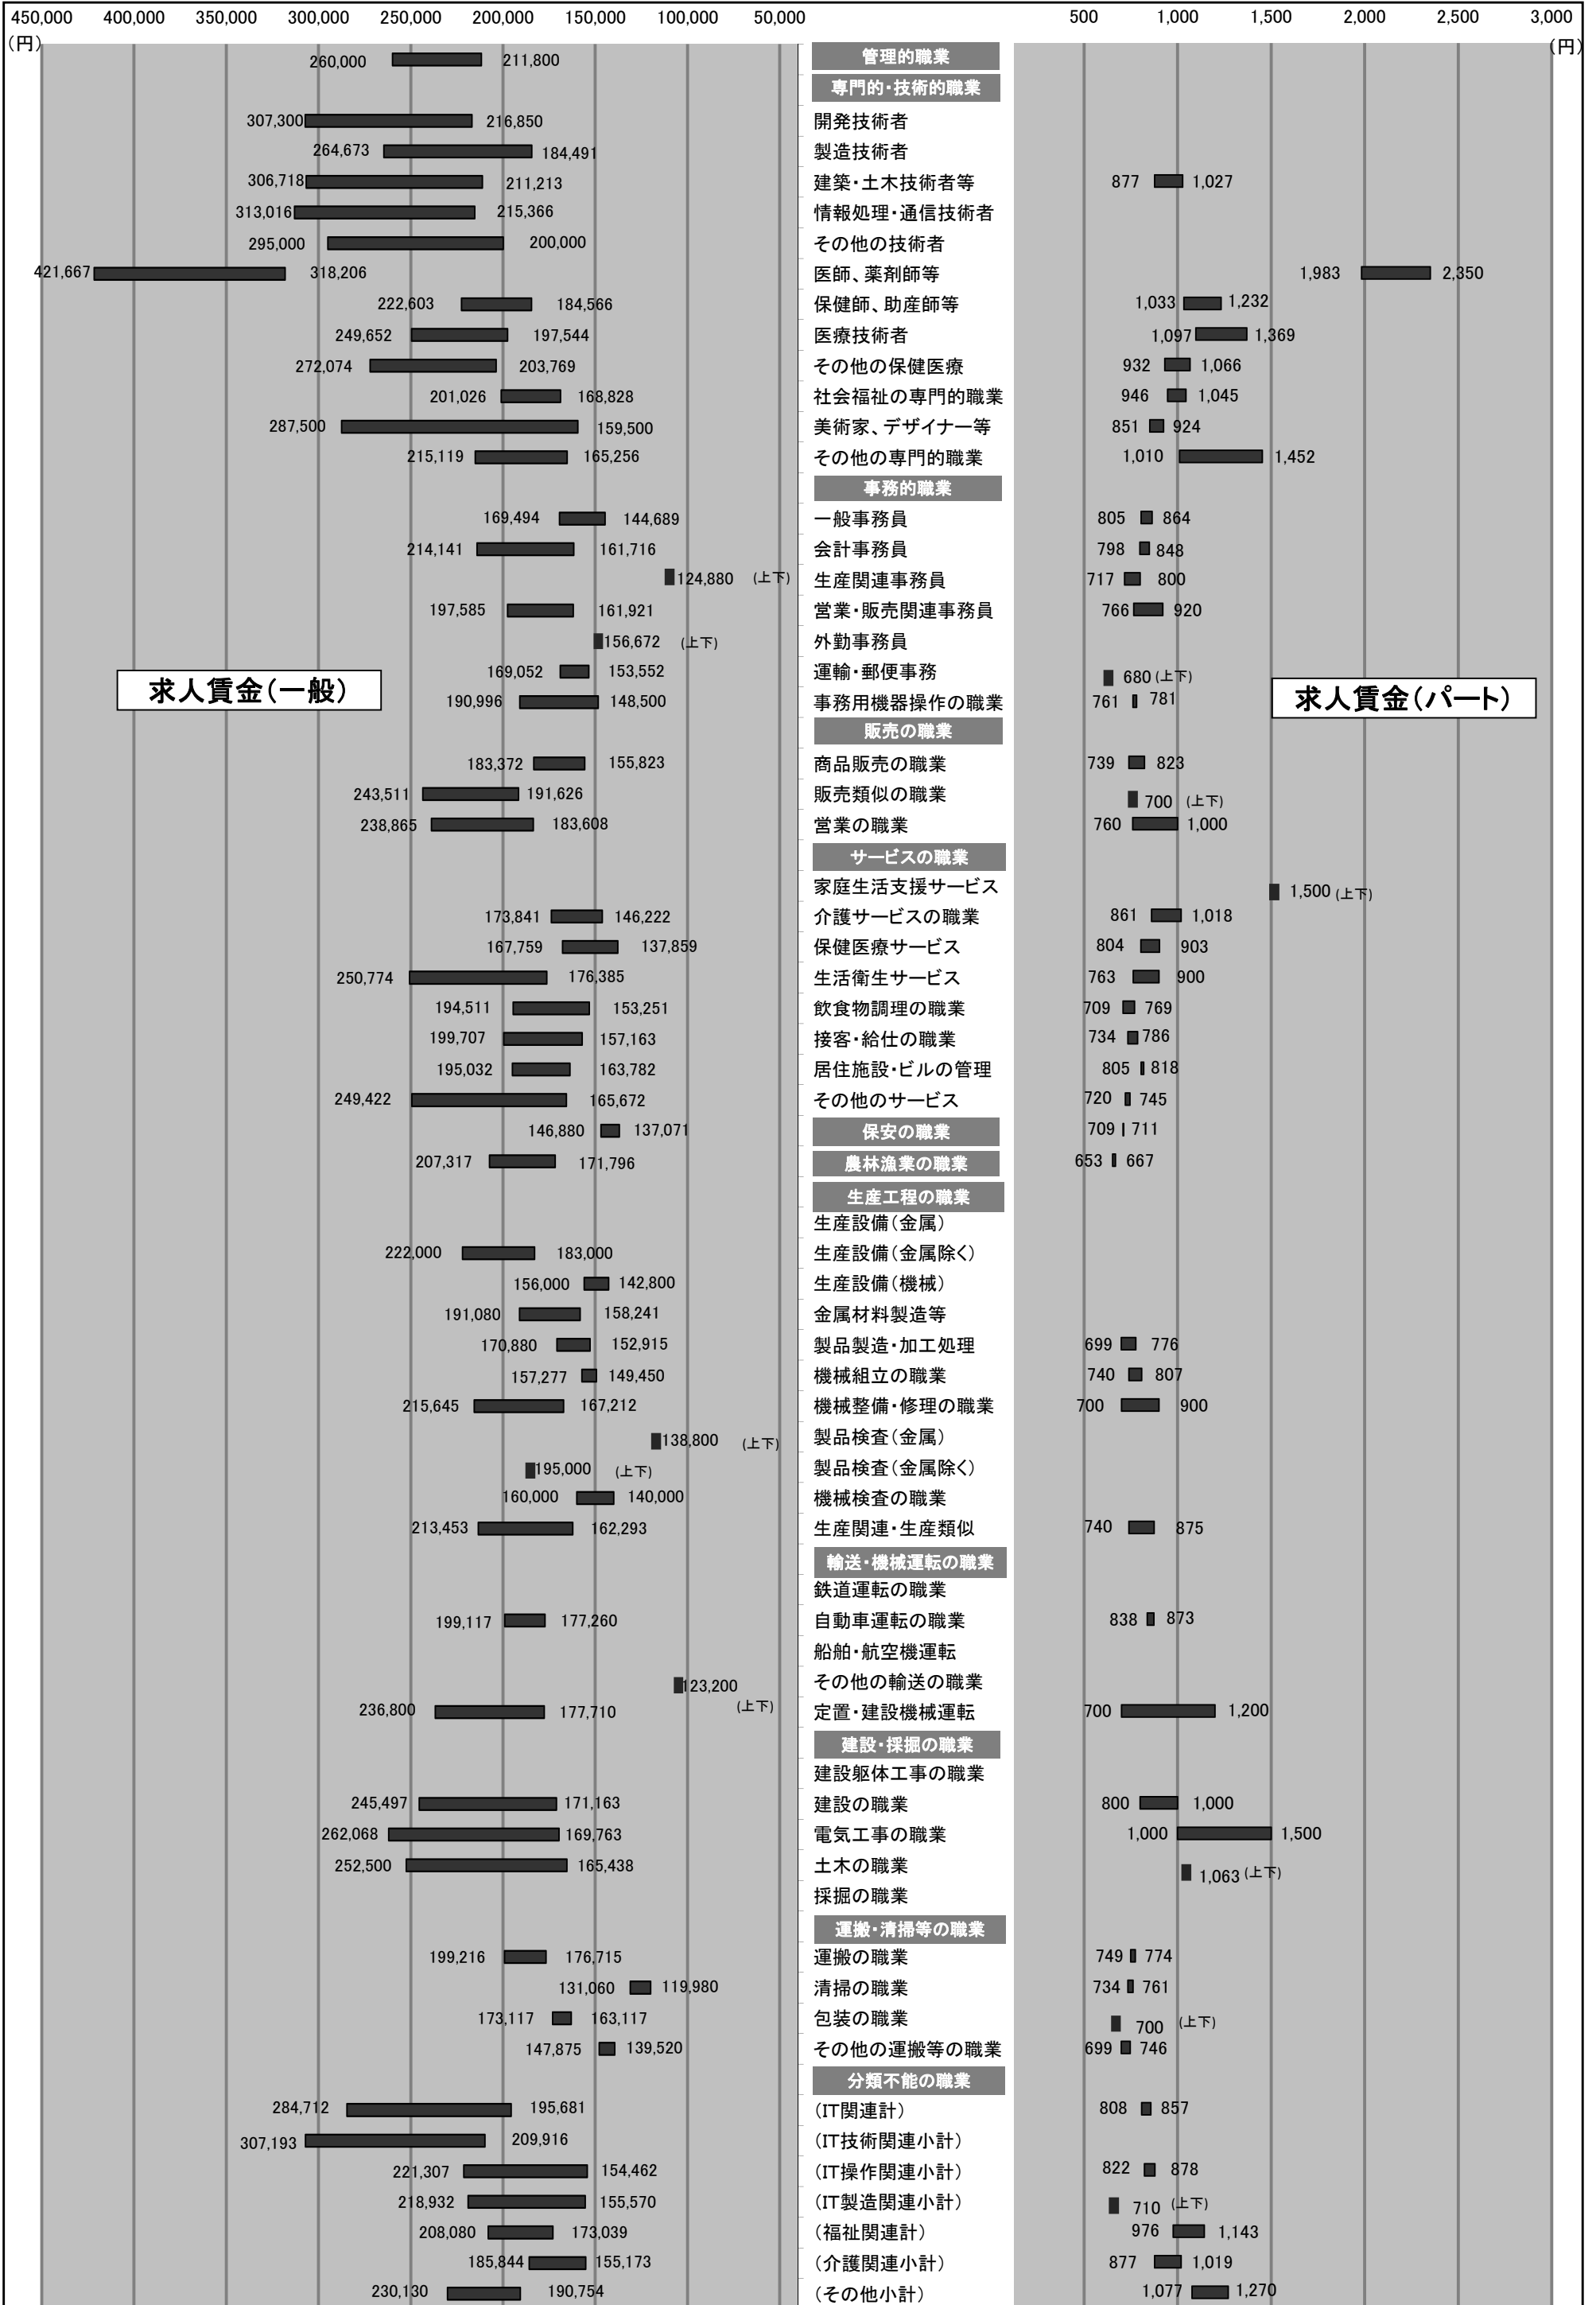 450,000 400,000 350,000 300,000 250,000 200,000 150,000 100,000 50,000 500 1,000 1,500 2,000 2,500 3,000
(円) (円)
260,000 211,800 管理的職業
専門的・技術的職業
307,300 216,850 開発技術者
264,673 184,491 製造技術者
306,718 211,213 建築・土木技術者等 877 1,027
313,016 215,366 情報処理・通信技術者
295,000 200,000 その他の技術者
421,667 318,206 医師、薬剤師等 1,983 2,350
222,603 184,566 保健師、助産師等 1,033 1,232
249,652 197,544 医療技術者 1,097 1,369
272,074 203,769 その他の保健医療 932 1,066
201,026 168,828 社会福祉の専門的職業 946 1,045
287,500 159,500 美術家、デザイナー等 851 924
215,119 165,256 その他の専門的職業 1,010 1,452
事務的職業
169,494 144,689 一般事務員 805 864
214,141 161,716 会計事務員 798 848
124,880 (上下) 生産関連事務員 717 800
197,585 161,921 営業・販売関連事務員 766 920
156,672 (上下) 外勤事務員
169,052 153,552 運輸・郵便事務 680 (上下)
求人賃金(一般) 求人賃金(パート)
190,996 148,500 事務用機器操作の職業 761 781
販売の職業
183,372 155,823 商品販売の職業 739 823
243,511 191,626 販売類似の職業 700 (上下)
238,865 183,608 営業の職業 760 1,000
サービスの職業
家庭生活支援サービス 1,500 (上下)
173,841 146,222 介護サービスの職業 861 1,018
167,759 137,859 保健医療サービス 804 903
250,774 176,385 生活衛生サービス 763 900
194,511 153,251 飲食物調理の職業 709 769
199,707 157,163 接客・給仕の職業 734 786
195,032 163,782 居住施設・ビルの管理 805 818
249,422 165,672 その他のサービス 720 745
146,880 137,071 保安の職業 709 711
207,317 171,796 農林漁業の職業 653 667
生産工程の職業
生産設備(金属)
222,000 183,000 生産設備(金属除く)
156,000 142,800 生産設備(機械)
191,080 158,241 金属材料製造等
170,880 152,915 製品製造・加工処理 699 776
157,277 149,450 機械組立の職業 740 807
215,645 167,212 機械整備・修理の職業 700 900
138,800 (上下) 製品検査(金属)
195,000 (上下) 製品検査(金属除く)
160,000 140,000 機械検査の職業
213,453 162,293 生産関連・生産類似 740 875
輸送・機械運転の職業
鉄道運転の職業
199,117 177,260 自動車運転の職業 838 873
船舶・航空機運転
123,200 (上下) その他の輸送の職業
236,800 177,710 定置・建設機械運転 700 1,200
建設・採掘の職業
建設躯体工事の職業
245,497 171,163 建設の職業 800 1,000
262,068 169,763 電気工事の職業 1,000 1,500
252,500 165,438 土木の職業 1,063 (上下)
採掘の職業
運搬・清掃等の職業
199,216 176,715 運搬の職業 749 774
131,060 119,980 清掃の職業 734 761
173,117 163,117 包装の職業 700 (上下)
147,875 139,520 その他の運搬等の職業 699 746
分類不能の職業
284,712 195,681 (IT関連計) 808 857
307,193 209,916 (IT技術関連小計)
221,307 154,462 (IT操作関連小計) 822 878
218,932 155,570 (IT製造関連小計) 710 (上下)
208,080 173,039 (福祉関連計) 976 1,143
185,844 155,173 (介護関連小計) 877 1,019
230,130 190,754 (その他小計) 1,077 1,270